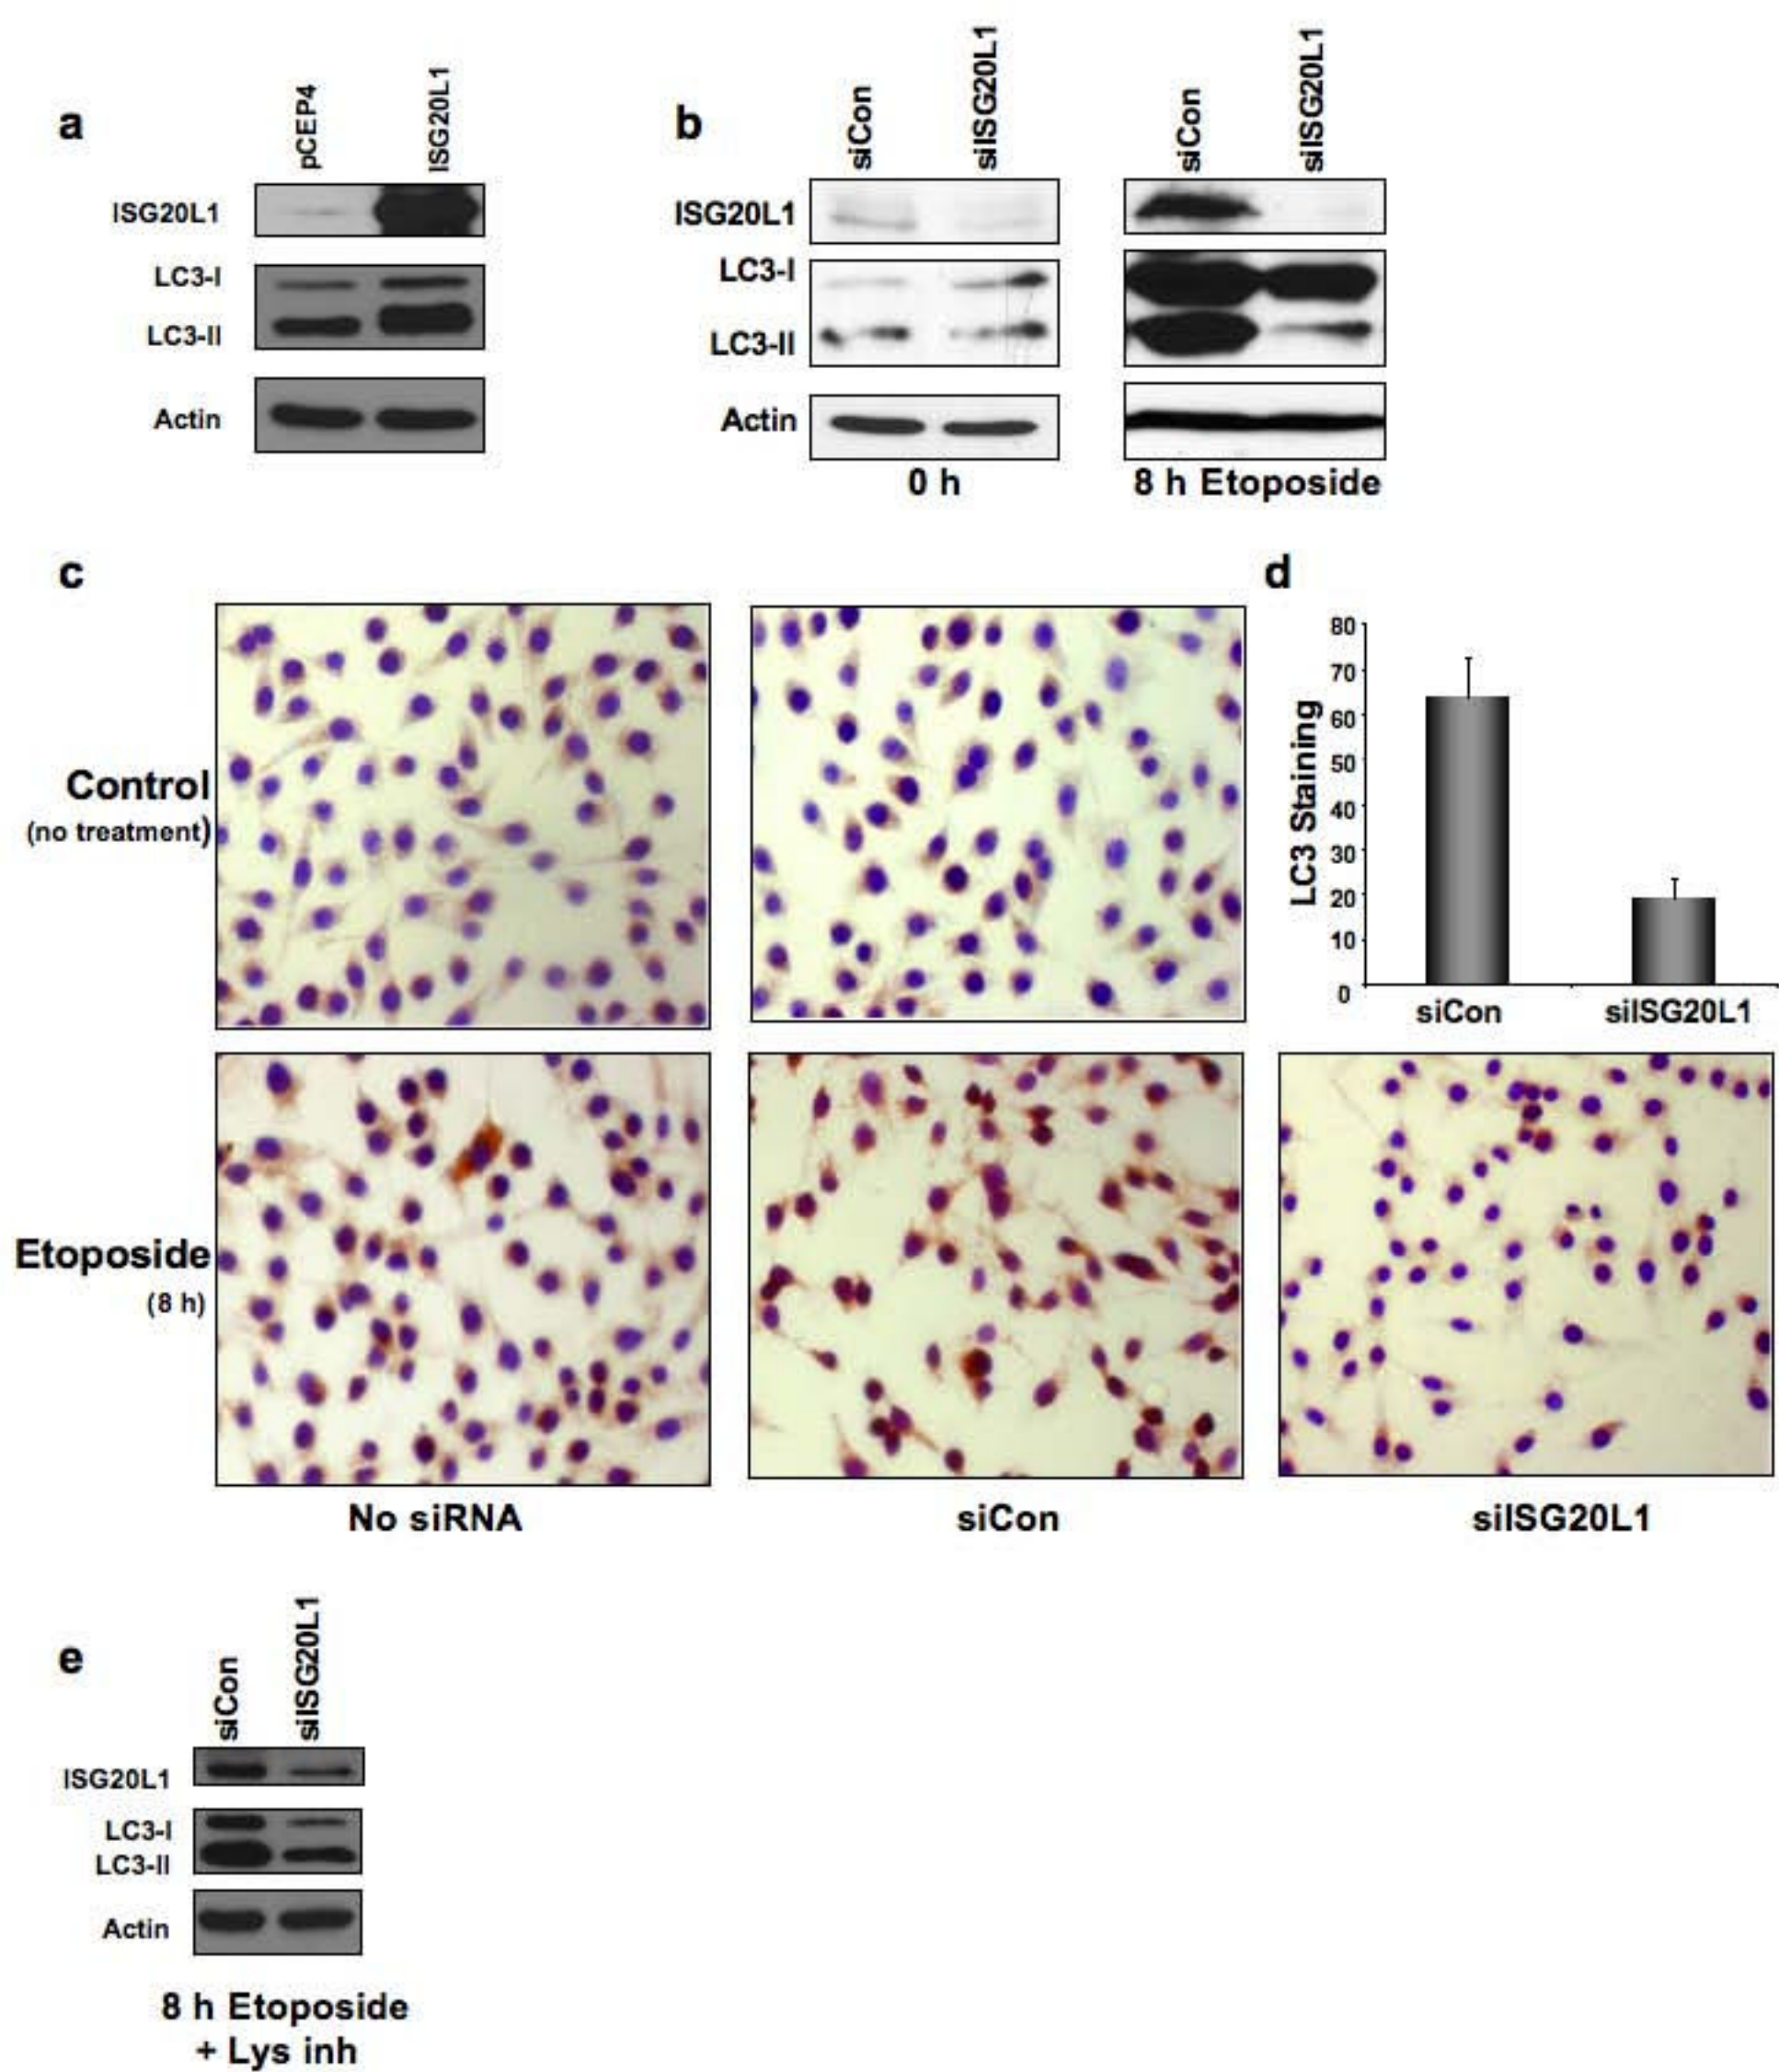 a
pCEP4
ISG20L1
ISG20L1
LC3-I
LC3-II
Actin
b
siCon
siISG20L1
siCon
siISG20L1
ISG20L1
LC3-I
LC3-II
Actin
0 h
8 h Etoposide
c
Control
(no treatment)
Etoposide
(8 h)
No siRNA
siCon
siISG20L1
d
LC3 Staining
80
70
60
50
40
30
20
10
0
siCon
siISG20L1
e
siCon
siISG20L1
ISG20L1
LC3-I
LC3-II
Actin
8 h Etoposide
+ Lys inh